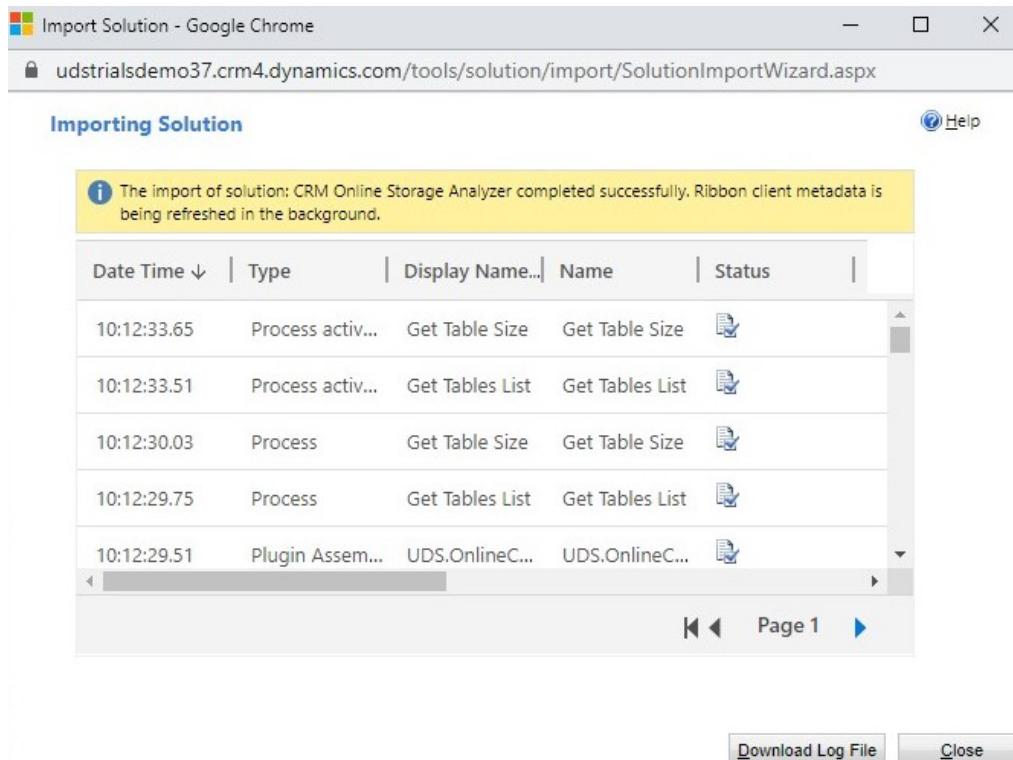 Import Solution - Google Chrome
udstrialsdemo37.crm4.dynamics.com/tools/solution/import/SolutionImportWizard.aspx
Importing Solution
Help
The import of solution: CRM Online Storage Analyzer completed successfully. Ribbon client metadata is
being refreshed in the background.
Date Time ↓ Type Display Name... Name Status
10:12:33.65 Process activ... Get Table Size Get Table Size
10:12:33.51 Process activ... Get Tables List Get Tables List
10:12:30.03 Process Get Table Size Get Table Size
10:12:29.75 Process Get Tables List Get Tables List
10:12:29.51 Plugin Assem... UDS.OnlineC... UDS.OnlineC...
Page 1
Download Log File Close